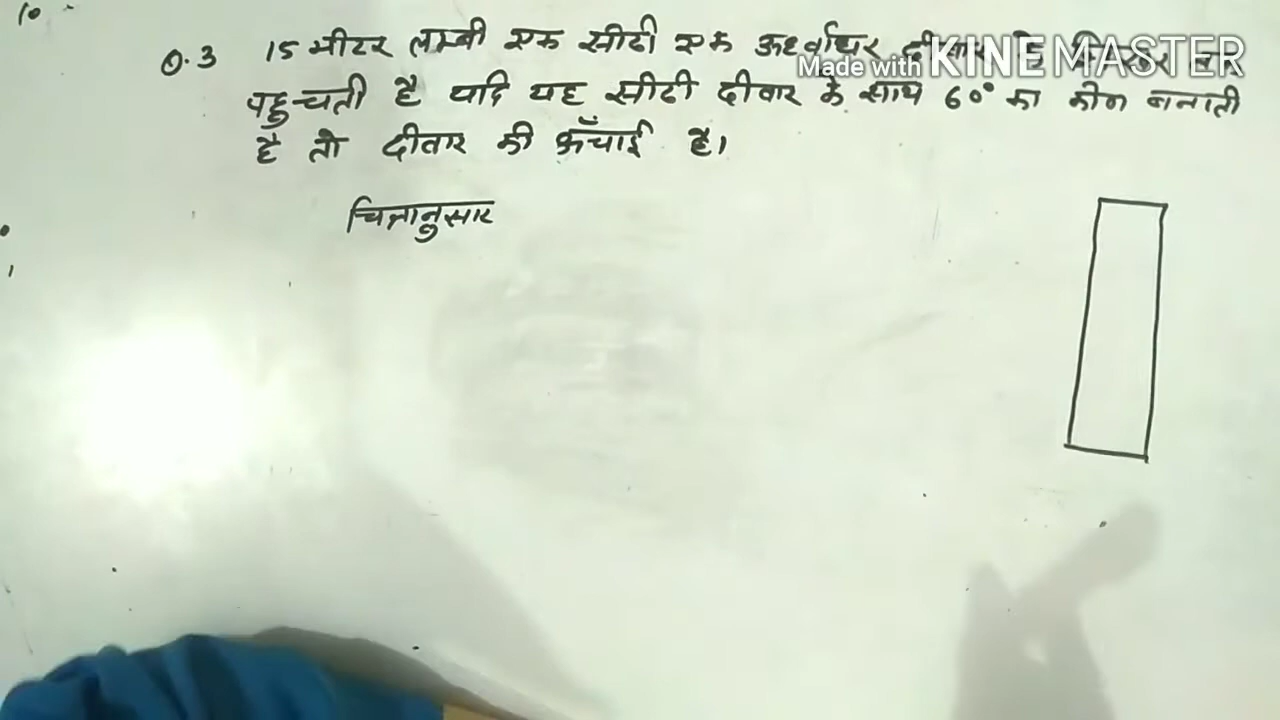 10
Q.3 15 मीटर लम्बी एक सीढी एक ऊर्ध्वाधर
Made with KINEMASTER
पहुचती है यदि यह सीढी दीवार के साथ 60° का कोण बनाती
है तो दीवार की ऊँचाई है।
चित्रानुसार